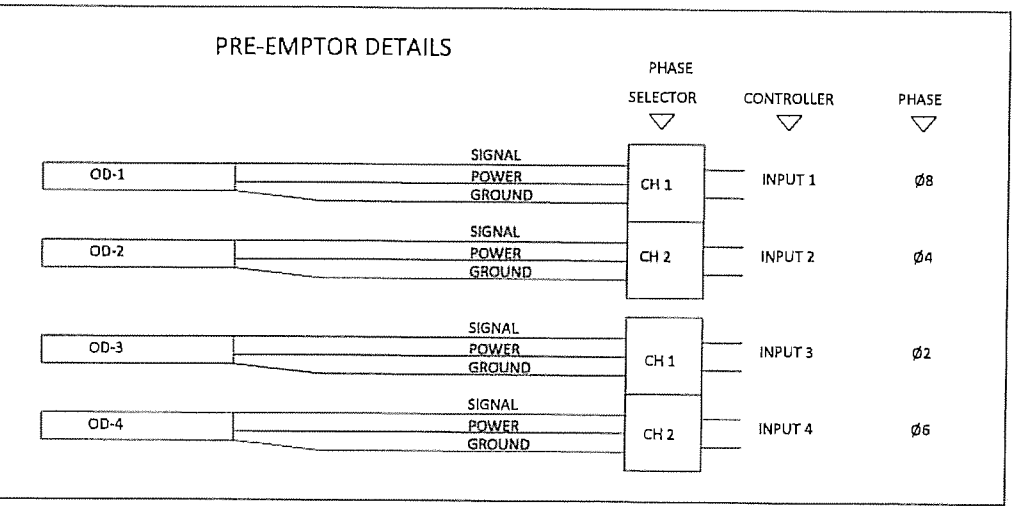 PRE-EMPTOR DETAILS
PHASE
SELECTOR CONTROLLER PHASE
SIGNAL
OD-1 POWER CH 1 INPUT 1 Ø8
GROUND
SIGNAL
OD-2 POWER CH 2 INPUT 2 Ø4
GROUND
SIGNAL
OD-3 POWER CH 1 INPUT 3 Ø2
GROUND
SIGNAL
OD-4 POWER CH 2 INPUT 4 Ø6
GROUND